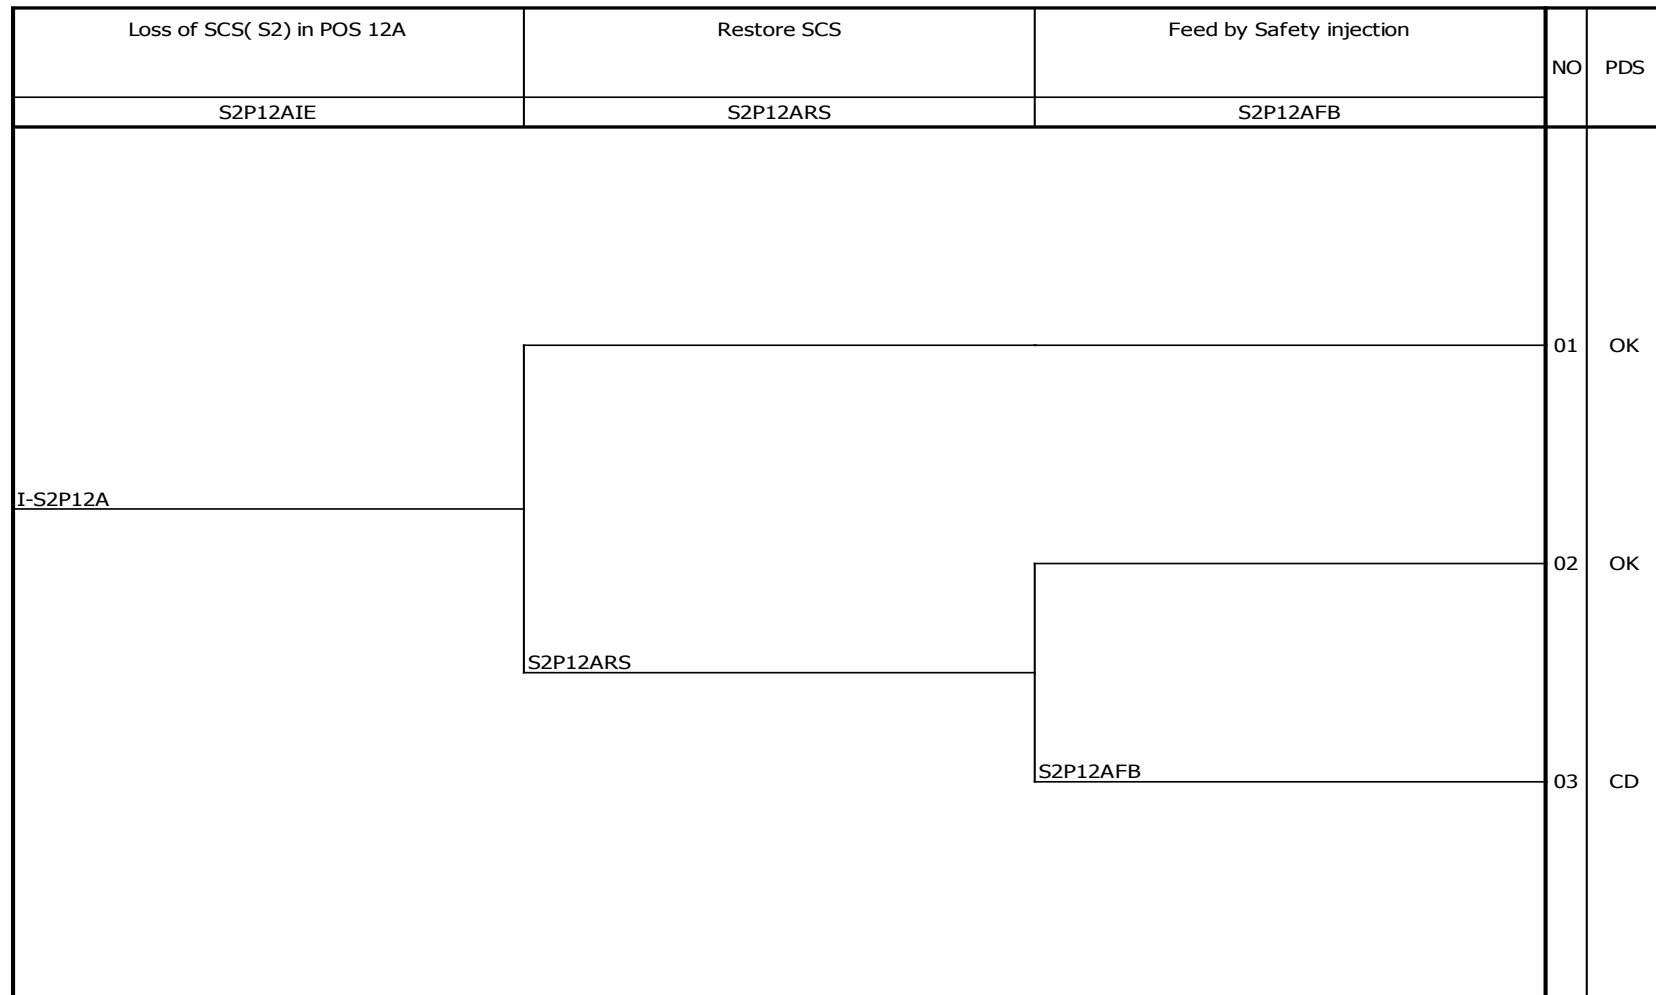 Loss of SCS( S2) in POS 12A
Restore SCS
Feed by Safety injection
NO
PDS
S2P12AIE
S2P12ARS
S2P12AFB
01
OK
I-S2P12A
02
OK
S2P12ARS
S2P12AFB
03
CD